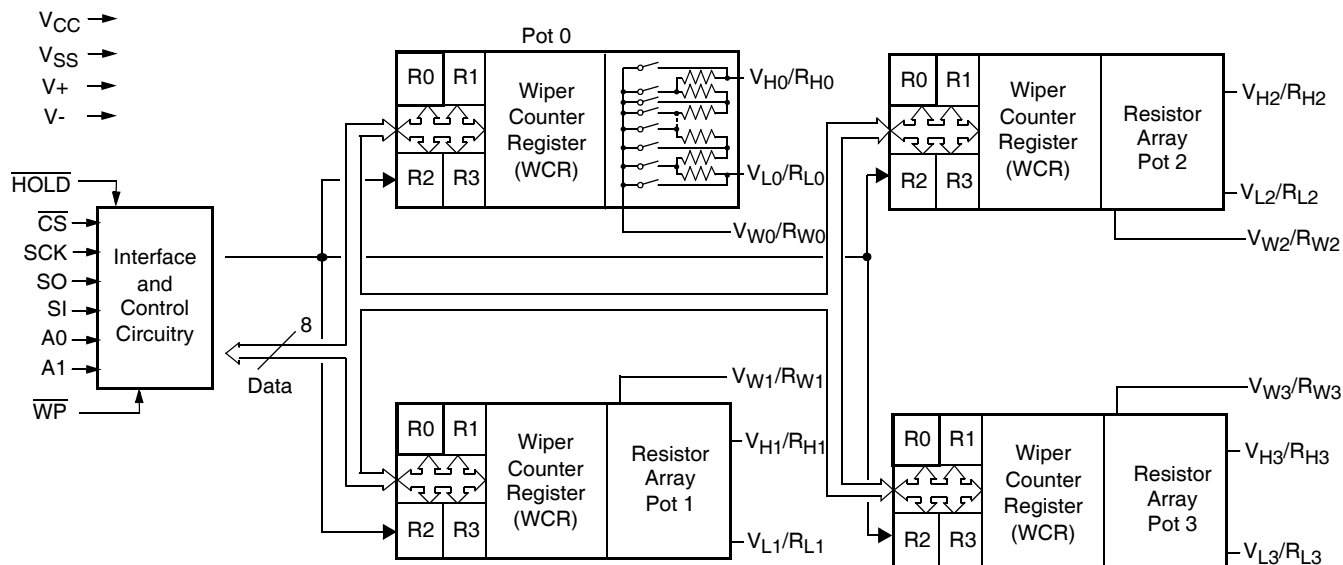 VCC
VSS
V+
V-
HOLD
CS
SCK
SO
SI
A0
A1
WP
Interface
and
Control
Circuitry
8
Data
Pot 0
R0 R1
R2 R3
Wiper
Counter
Register
(WCR)
VH0/RH0
VL0/RL0
VW0/RW0
R0 R1
R2 R3
Wiper
Counter
Register
(WCR)
Resistor
Array
Pot 2
VH2/RH2
VL2/RL2
VW2/RW2
R0 R1
R2 R3
Wiper
Counter
Register
(WCR)
Resistor
Array
Pot 1
VW1/RW1
VH1/RH1
VL1/RL1
R0 R1
R2 R3
Wiper
Counter
Register
(WCR)
Resistor
Array
Pot 3
VW3/RW3
VH3/RH3
VL3/RL3